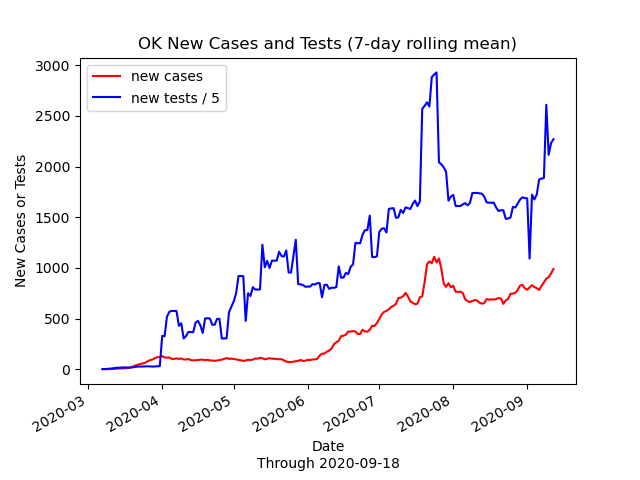 OK New Cases and Tests (7-day rolling mean)
new cases
new tests / 5
New Cases or Tests
3000
2500
2000
1500
1000
500
0
2020-03
2020-04
2020-05
2020-06
2020-07
2020-08
2020-09
Date
Through 2020-09-18